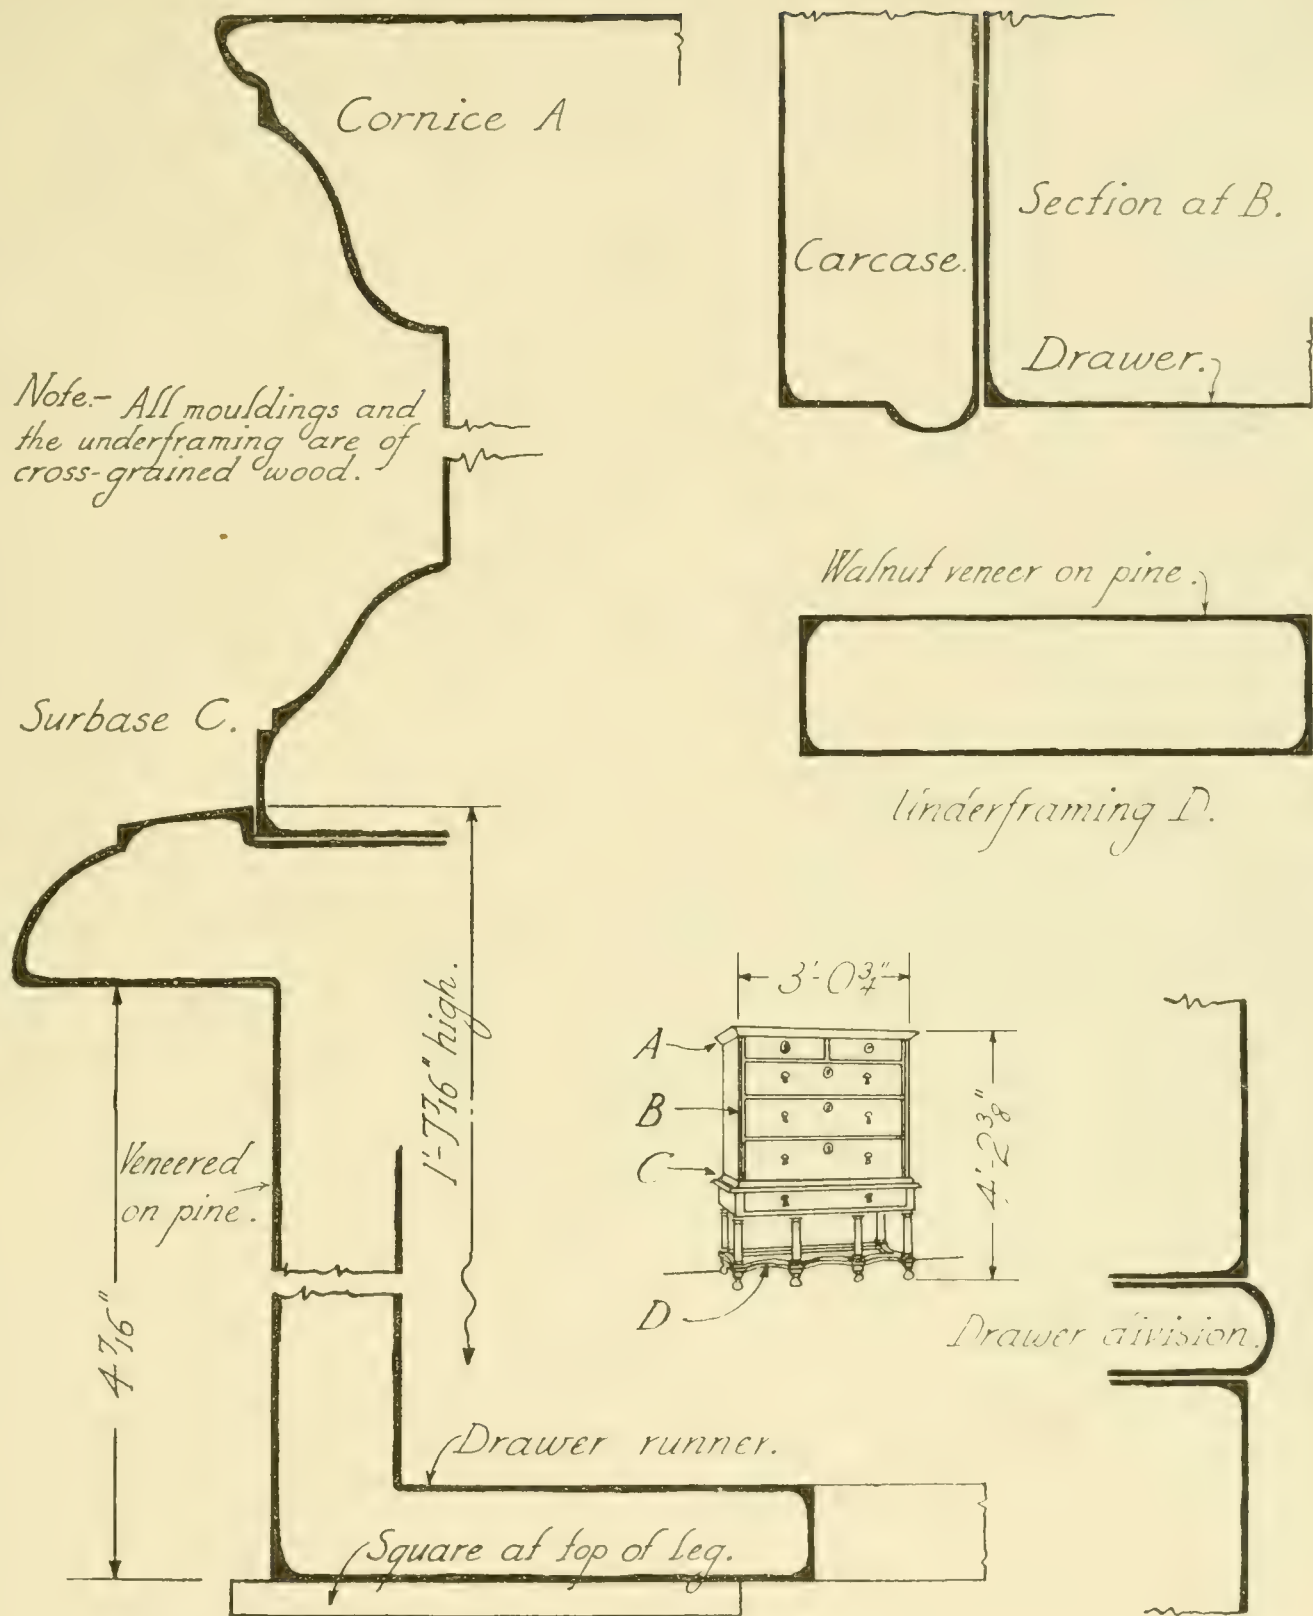 Cornice A
Section at B.
Carcase.
Drawer.
Note.- All mouldings and
the underframing are of
cross-grained wood.
Walnut veneer on pine.
Surbase C.
Underframing D.
1'-7 7/16" high.
3'-0 3/4"
A
B
C
D
4'-2 3/8"
Veneered
on pine.
4 7/16"
Drawer division.
Drawer runner.
Square at top of leg.